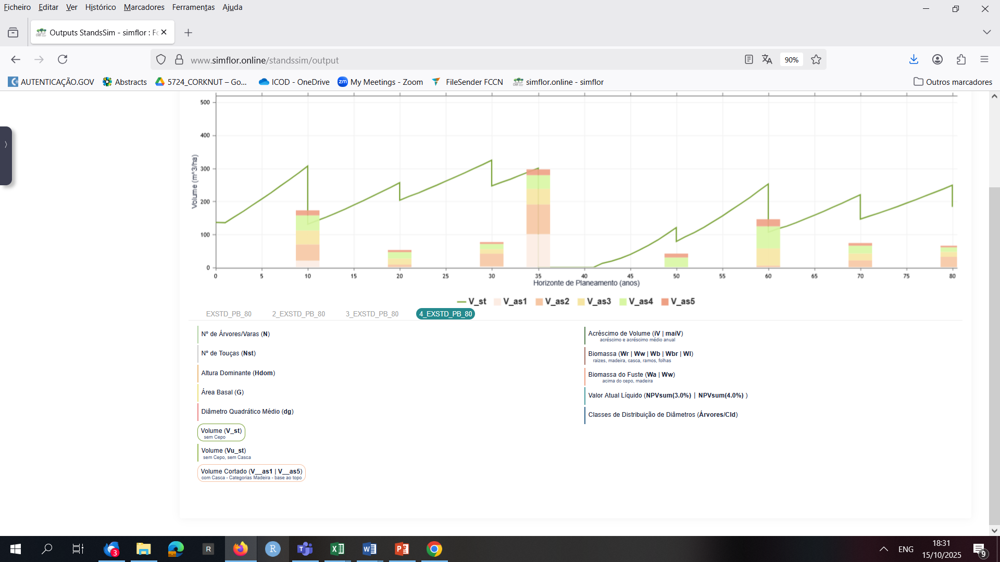 Ficheiro Editar Ver Histórico Marcadores Ferramentas Ajuda
Outputs StandsSim - simflor : Fc
www.simflor.online/standssim/output
90%
AUTENTICAÇÃO.GOV Abstracts 5724_CORKNUT – Go... ICOD - OneDrive zm My Meetings - Zoom FileSender FCCN simflor.online - simflor Outros marcadores
500
400
300
200
100
0
Volume (m^3/ha)
0 5 10 15 20 25 30 35 40 45 50 55 60 65 70 75 80
Horizonte de Planeamento (anos)
V_st V_as1 V_as2 V_as3 V_as4 V_as5
EXSTD_PB_80 2_EXSTD_PB_80 3_EXSTD_PB_80 4_EXSTD_PB_80
Nº de Árvores/Varas (N)
Nº de Touças (Nst)
Altura Dominante (Hdom)
Área Basal (G)
Diâmetro Quadrático Médio (dg)
Volume (V_st)
sem Cepo
Volume (Vu_st)
sem Cepo, sem Casca
Volume Cortado (V__as1 | V__as5)
com Casca - Categorias Madeira - base ao topo
Acréscimo de Volume (iV | maiV)
acréscimo e acréscimo médio anual
Biomassa (Wr | Ww | Wb | Wbr | Wl)
raizes, madeira, casca, ramos, folhas
Biomassa do Fuste (Wa | Ww)
acima do cepo, madeira
Valor Atual Líquido (NPVsum(3.0%) | NPVsum(4.0%) )
Classes de Distribuição de Diâmetros (Árvores/Cld)
3
R
R
ENG
18:31
15/10/2025
9